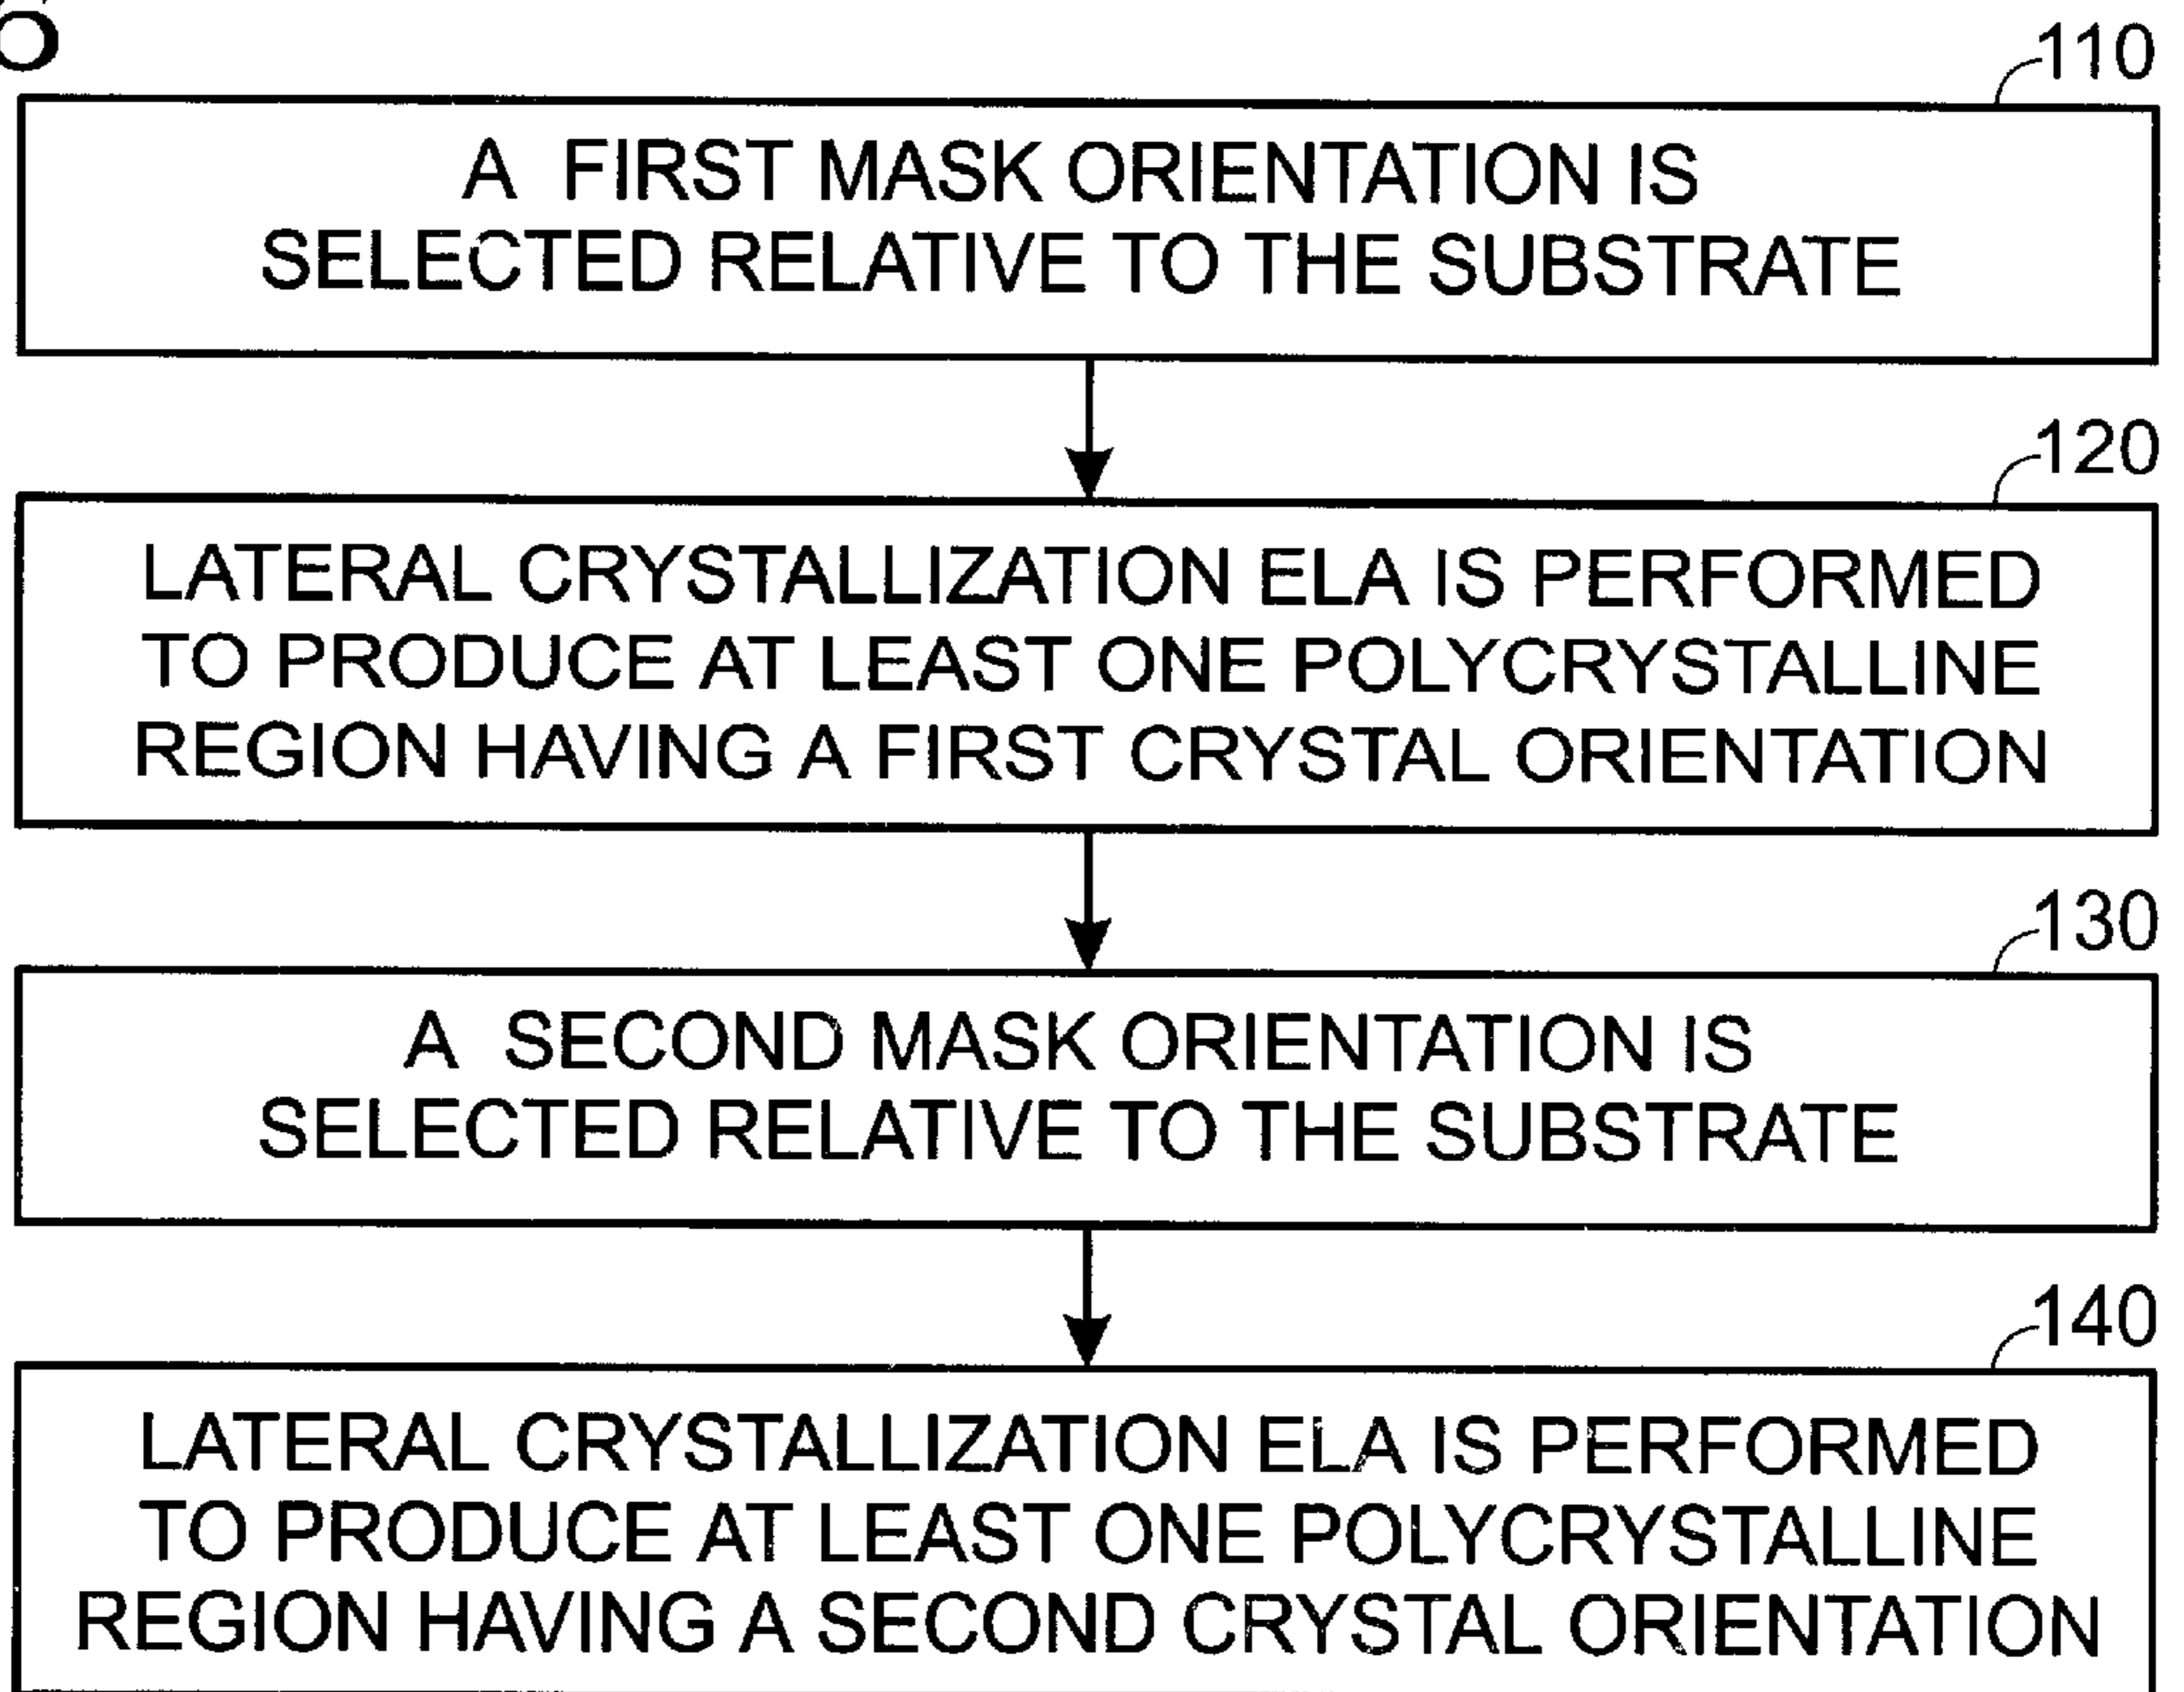 110
A FIRST MASK ORIENTATION IS
SELECTED RELATIVE TO THE SUBSTRATE
120
LATERAL CRYSTALLIZATION ELA IS PERFORMED
TO PRODUCE AT LEAST ONE POLYCRYSTALLINE
REGION HAVING A FIRST CRYSTAL ORIENTATION
130
A SECOND MASK ORIENTATION IS
SELECTED RELATIVE TO THE SUBSTRATE
140
LATERAL CRYSTALLIZATION ELA IS PERFORMED
TO PRODUCE AT LEAST ONE POLYCRYSTALLINE
REGION HAVING A SECOND CRYSTAL ORIENTATION